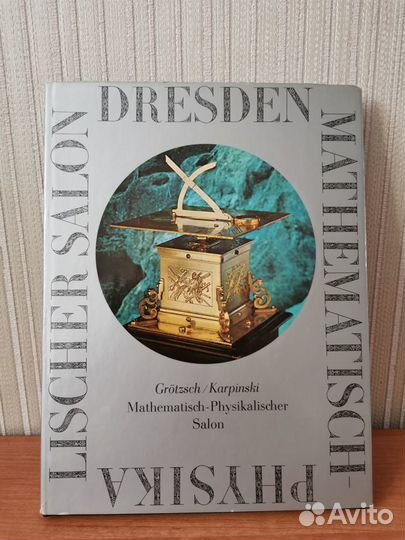 DRESDEN
MATHEMATISCH-
PHYSIKA
LISCHER SALON
Grötzsch/Karpinski
Mathematisch-Physikalischer
Salon
Avito